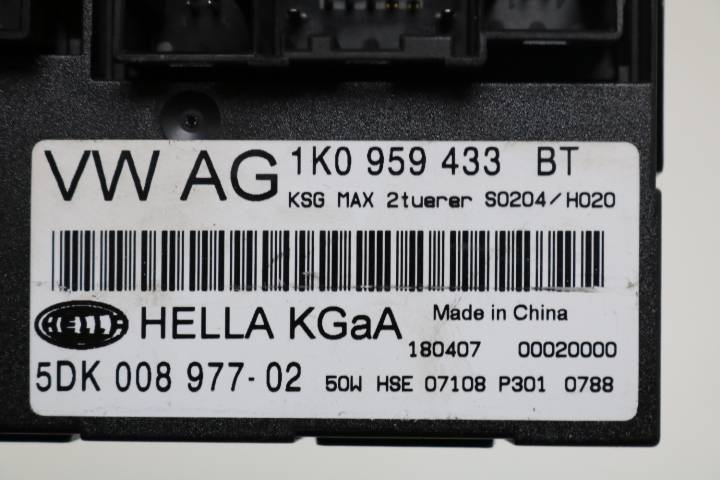 VW AG 1K0 959 433 BT
KSG MAX 2tuerer S0204/H020
HELLA HELLA KGaA Made in China
180407 00020000
5DK 008 977-02 50W HSE 07108 P301 0788